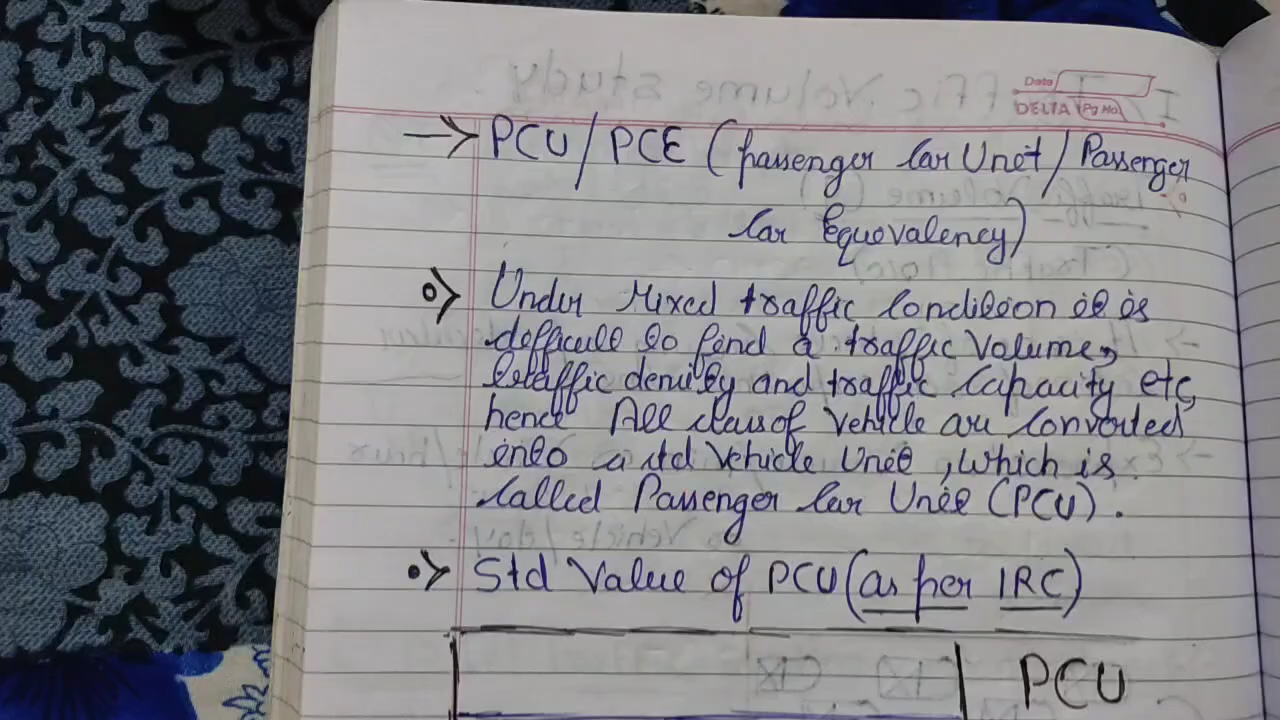 Date
DELTA Pg No
→ PCU/PCE (passenger Car Unit/Passenger
Car Equevalency)
Under Mixed traffic Condition it is
difficult to find a traffic Volume,
traffic density and traffic Capacity etc,
hence All class of Vehicle are Converted
into a std Vehicle Unit, which is
Called Passenger Car Unit (PCU).
Std Value of PCU (as per IRC)
PCU